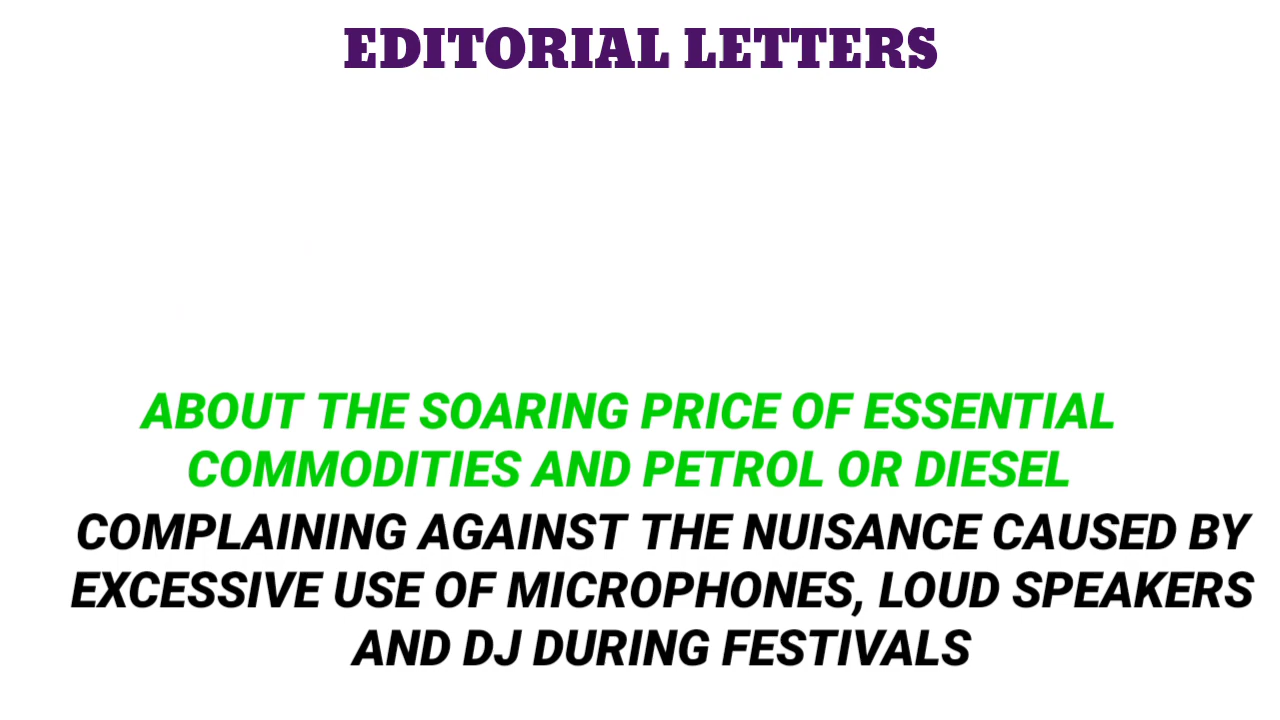 EDITORIAL LETTERS
ABOUT THE SOARING PRICE OF ESSENTIAL
COMMODITIES AND PETROL OR DIESEL
COMPLAINING AGAINST THE NUISANCE CAUSED BY
EXCESSIVE USE OF MICROPHONES, LOUD SPEAKERS
AND DJ DURING FESTIVALS